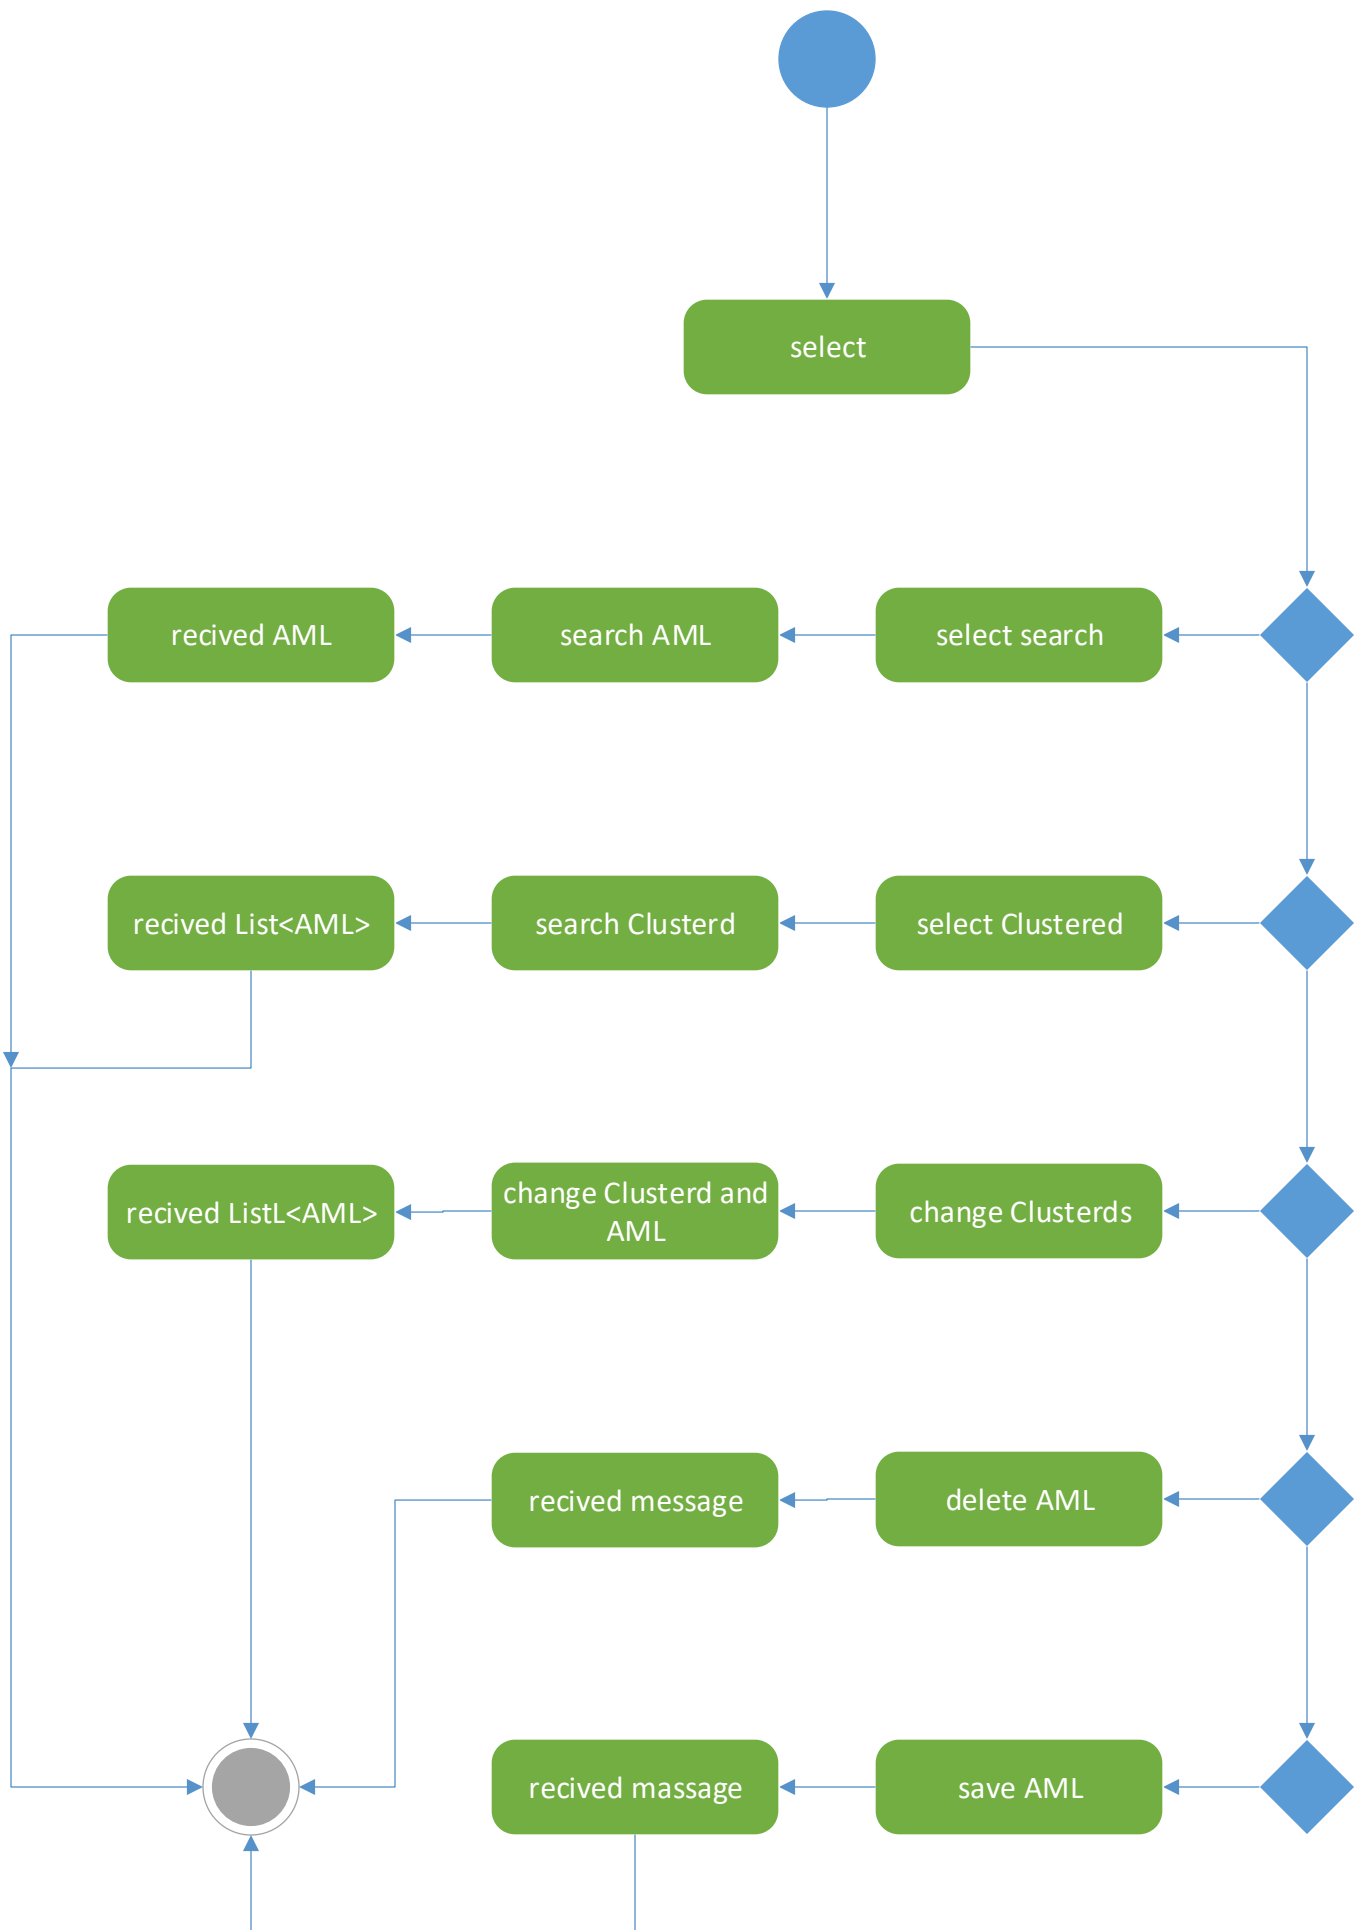 select
recived AML
search AML
select search
recived List<AML>
search Clusterd
select Clustered
recived ListL<AML>
change Clusterd and
AML
change Clusterds
recived message
delete AML
recived massage
save AML